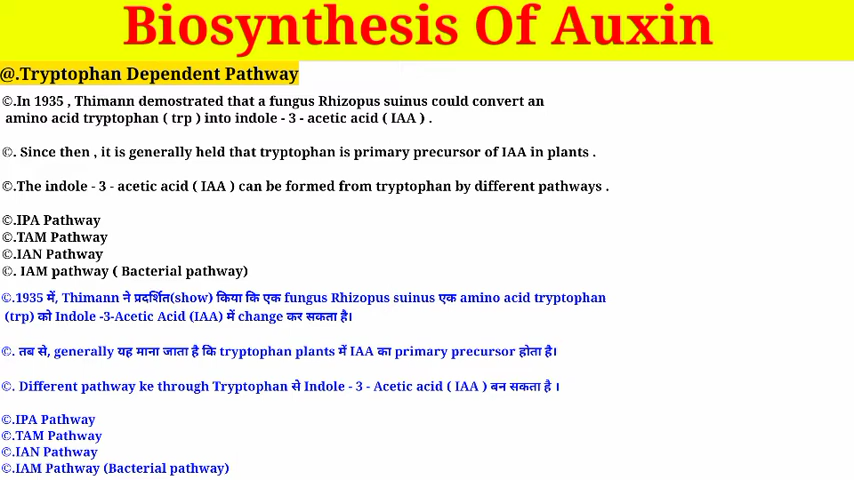 Biosynthesis Of Auxin
@.Tryptophan Dependent Pathway
©.In 1935 , Thimann demostrated that a fungus Rhizopus suinus could convert an
amino acid tryptophan ( trp ) into indole - 3 - acetic acid ( IAA ) .
©. Since then , it is generally held that tryptophan is primary precursor of IAA in plants .
©.The indole - 3 - acetic acid ( IAA ) can be formed from tryptophan by different pathways .
©.IPA Pathway
©.TAM Pathway
©.IAN Pathway
©. IAM pathway ( Bacterial pathway)
©.1935 में, Thimann ने प्रदर्शित(show) किया कि एक fungus Rhizopus suinus एक amino acid tryptophan
(trp) को Indole -3-Acetic Acid (IAA) में change कर सकता है।
©. तब से, generally यह माना जाता है कि tryptophan plants में IAA का primary precursor होता है।
©. Different pathway ke through Tryptophan से Indole - 3 - Acetic acid ( IAA ) बन सकता है ।
©.IPA Pathway
©.TAM Pathway
©.IAN Pathway
©.IAM Pathway (Bacterial pathway)